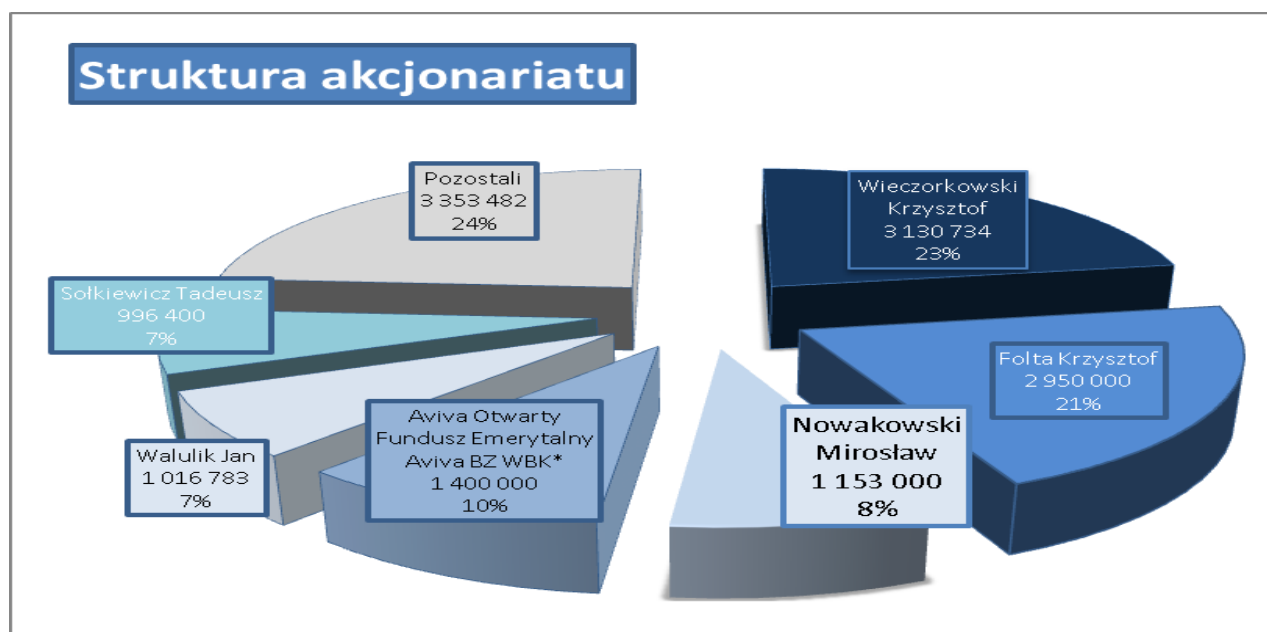 Struktura akcjonariatu
Pozostali
3 353 482
24%
Wieczorkowski
Krzysztof
3 130 734
23%
Sołkiewicz Tadeusz
996 400
7%
Folta Krzysztof
2 950 000
21%
Walulik Jan
1 016 783
7%
Aviva Otwarty
Fundusz Emerytalny
Aviva BZ WBK*
1 400 000
10%
Nowakowski
Mirosław
1 153 000
8%